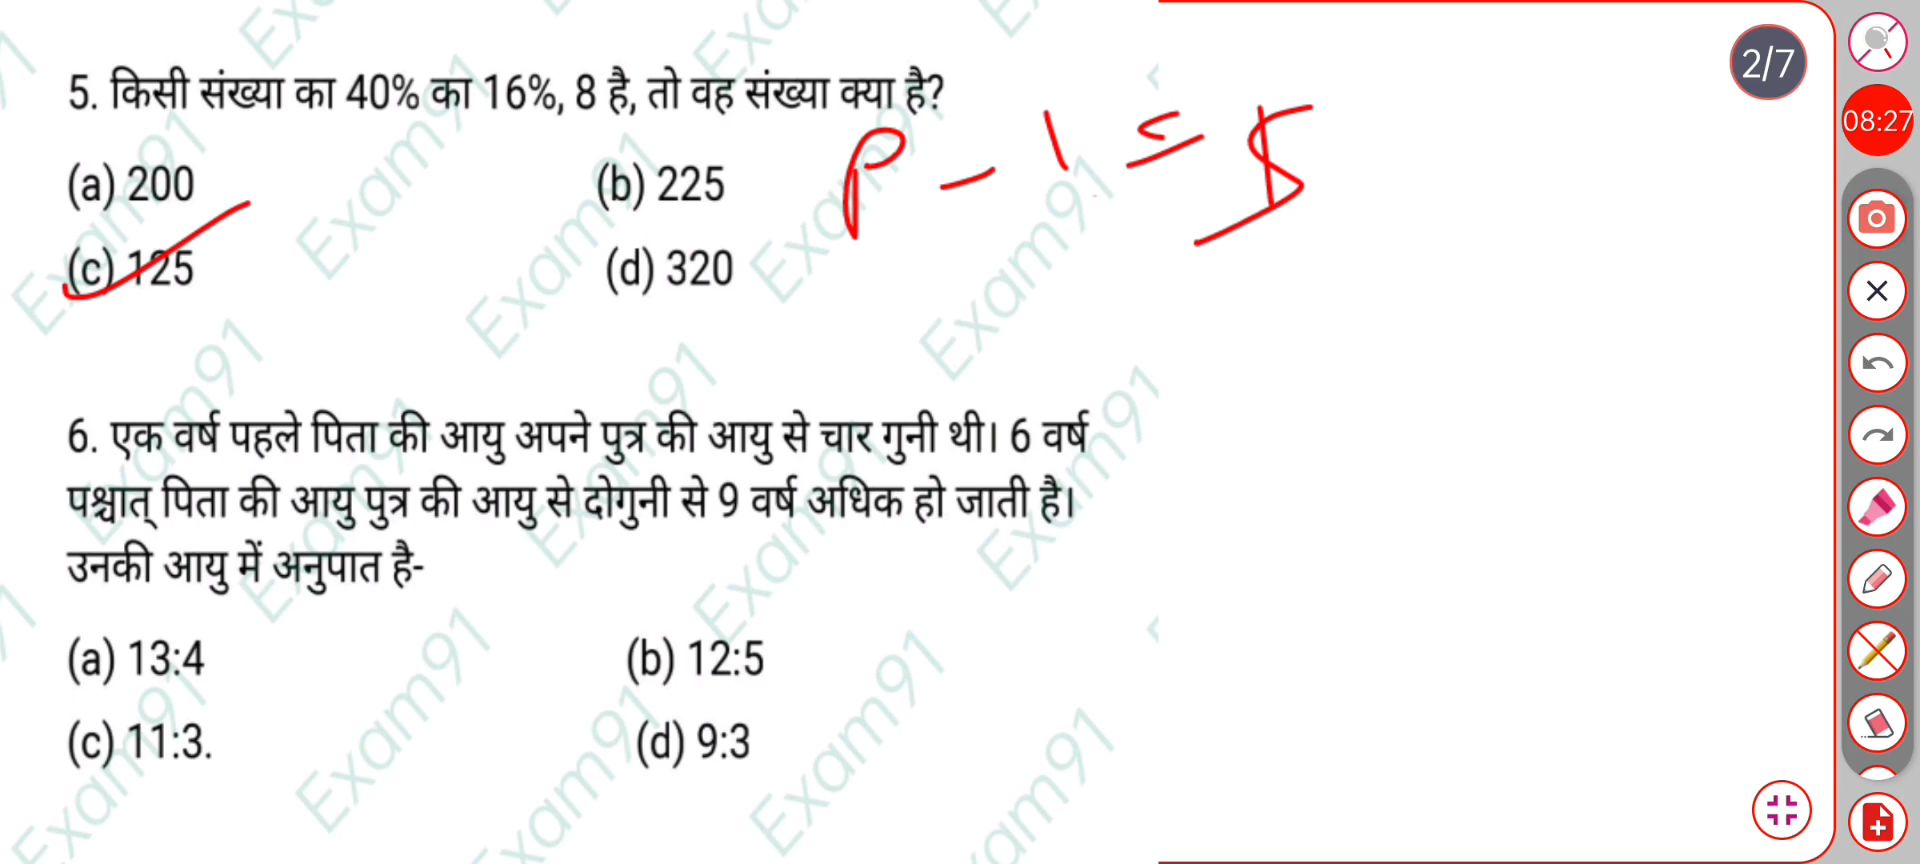 2/7
08:27
5. किसी संख्या का 40% का 16%, 8 है, तो वह संख्या क्या है?
P - 1 =
(a) 200 (b) 225
(c) 125 (d) 320
6. एक वर्ष पहले पिता की आयु अपने पुत्र की आयु से चार गुनी थी। 6 वर्ष
पश्चात् पिता की आयु पुत्र की आयु से दोगुनी से 9 वर्ष अधिक हो जाती है।
उनकी आयु में अनुपात है-
(a) 13:4 (b) 12:5
(c) 11:3. (d) 9:3
Exam91